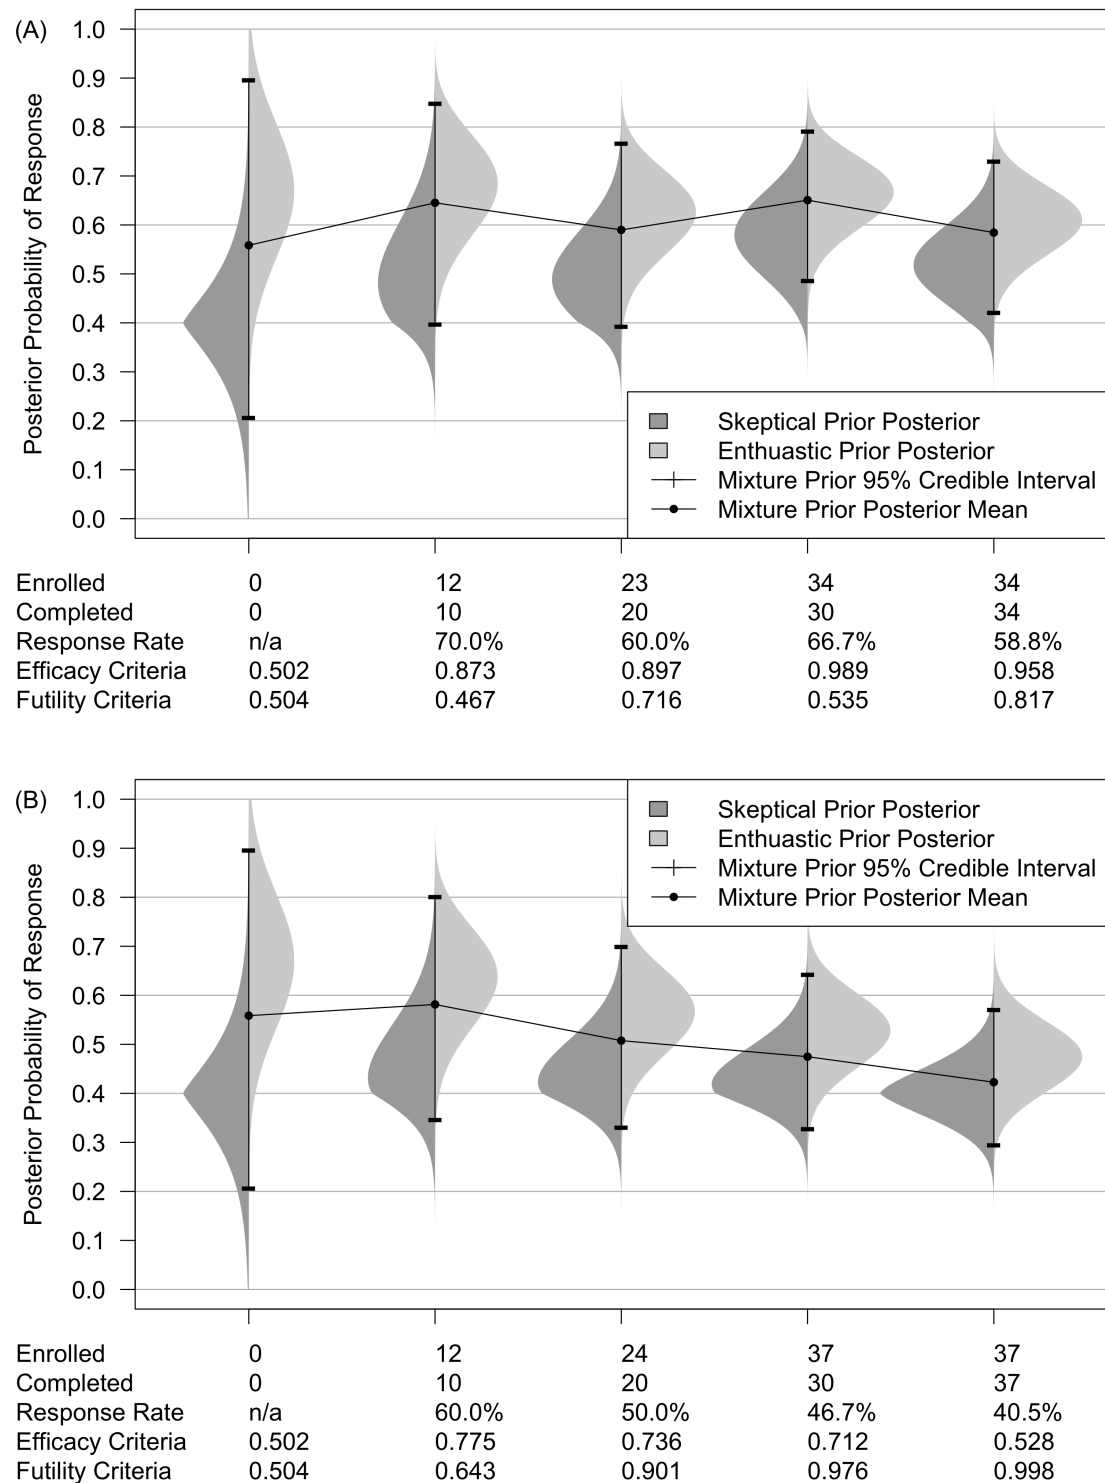 (A)
Posterior Probability of Response
1.0
0.9
0.8
0.7
0.6
0.5
0.4
0.3
0.2
0.1
0.0
Skeptical Prior Posterior
Enthuastic Prior Posterior
Mixture Prior 95% Credible Interval
Mixture Prior Posterior Mean
Enrolled 0 12 23 34 34
Completed 0 10 20 30 34
Response Rate n/a 70.0% 60.0% 66.7% 58.8%
Efficacy Criteria 0.502 0.873 0.897 0.989 0.958
Futility Criteria 0.504 0.467 0.716 0.535 0.817
(B)
Posterior Probability of Response
1.0
0.9
0.8
0.7
0.6
0.5
0.4
0.3
0.2
0.1
0.0
Skeptical Prior Posterior
Enthuastic Prior Posterior
Mixture Prior 95% Credible Interval
Mixture Prior Posterior Mean
Enrolled 0 12 24 37 37
Completed 0 10 20 30 37
Response Rate n/a 60.0% 50.0% 46.7% 40.5%
Efficacy Criteria 0.502 0.775 0.736 0.712 0.528
Futility Criteria 0.504 0.643 0.901 0.976 0.998